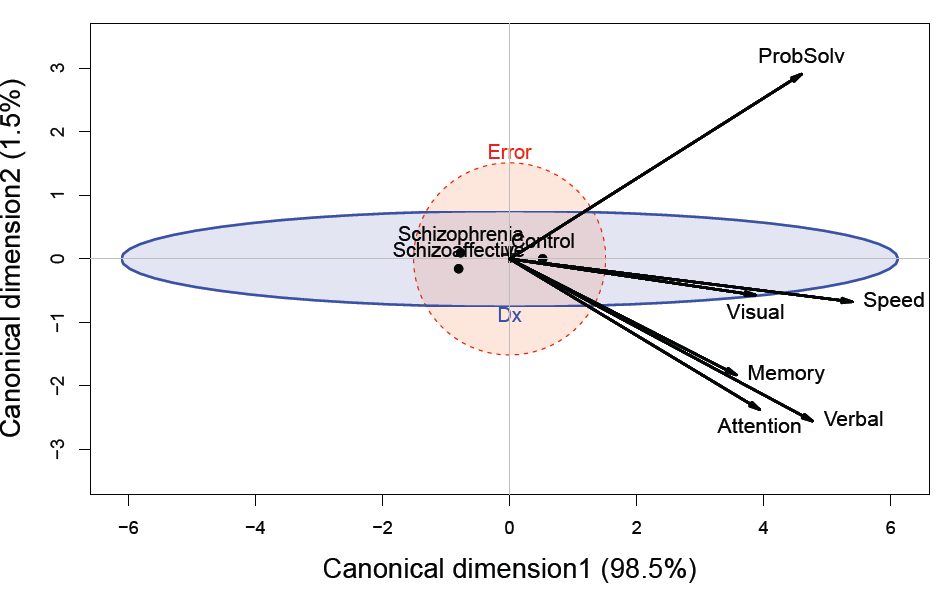 ProbSolv
Error
Schizophrenia
Control
Schizoaffective
Speed
Visual
Dx
Memory
Verbal
Attention
3
2
1
0
−1
−2
−3
Canonical dimension2 (1.5%)
−6 −4 −2 0 2 4 6
Canonical dimension1 (98.5%)